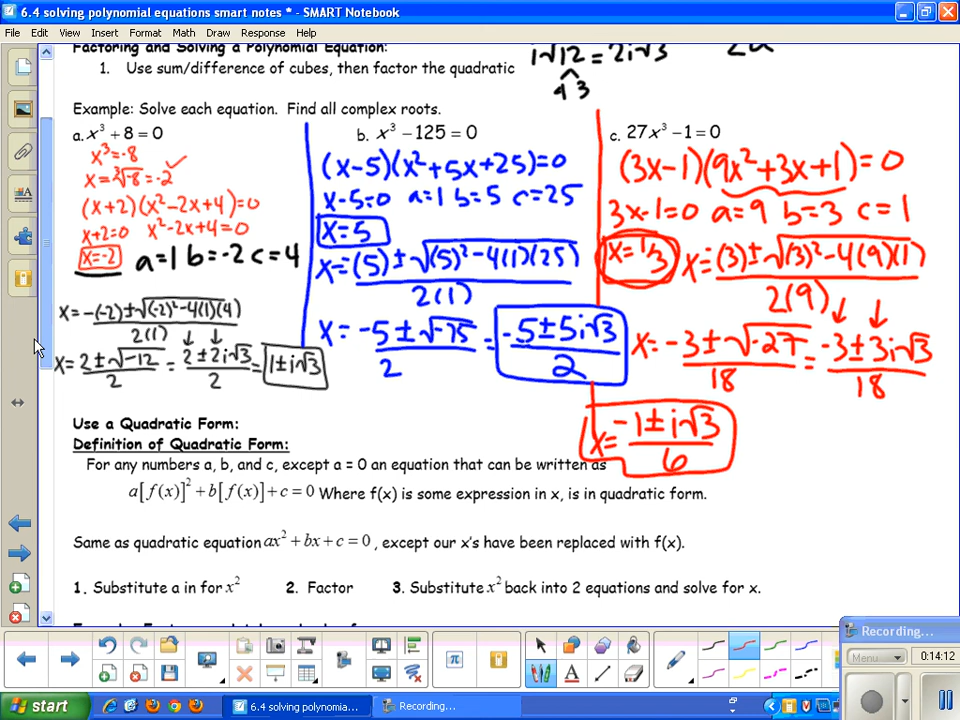 6.4 solving polynomial equations smart notes * - SMART Notebook
File Edit View Insert Format Math Draw Response Help
Factoring and Solving a Polynomial Equation:
i√12 = 2i√3
4 3
1. Use sum/difference of cubes, then factor the quadratic
Example: Solve each equation. Find all complex roots.
a. x³ + 8 = 0
x³ = -8
x = ∛-8 = -2 ✓
(x+2)(x²-2x+4)=0
x+2=0 x²-2x+4=0
x=-2 a=1 b=-2 c=4
x = -(-2)±√(-2)²-4(1)(4)
2(1)
x = 2±√-12 = 2±2i√3 = 1±i√3
2 2
b. x³ − 125 = 0
(x-5)(x²+5x+25)=0
x-5=0 a=1 b=5 c=25
x=5
x=-(5)±√(5)²-4(1)(25)
2(1)
x = -5±√-75 = -5±5i√3
2 2
c. 27x³ − 1 = 0
(3x-1)(9x²+3x+1)=0
3x-1=0 a=9 b=3 c=1
x=1/3 x=-(3)±√(3)²-4(9)(1)
2(9)
x = -3±√-27 = -3±3i√3
18 18
x = -1±i√3
6
Use a Quadratic Form:
Definition of Quadratic Form:
For any numbers a, b, and c, except a = 0 an equation that can be written as
a[f(x)]² + b[f(x)] + c = 0 Where f(x) is some expression in x, is in quadratic form.
Same as quadratic equation ax² + bx + c = 0 , except our x's have been replaced with f(x).
1. Substitute a in for x² 2. Factor 3. Substitute x² back into 2 equations and solve for x.
Recording...
Menu 0:14:12
start 6.4 solving polynomia... Recording...